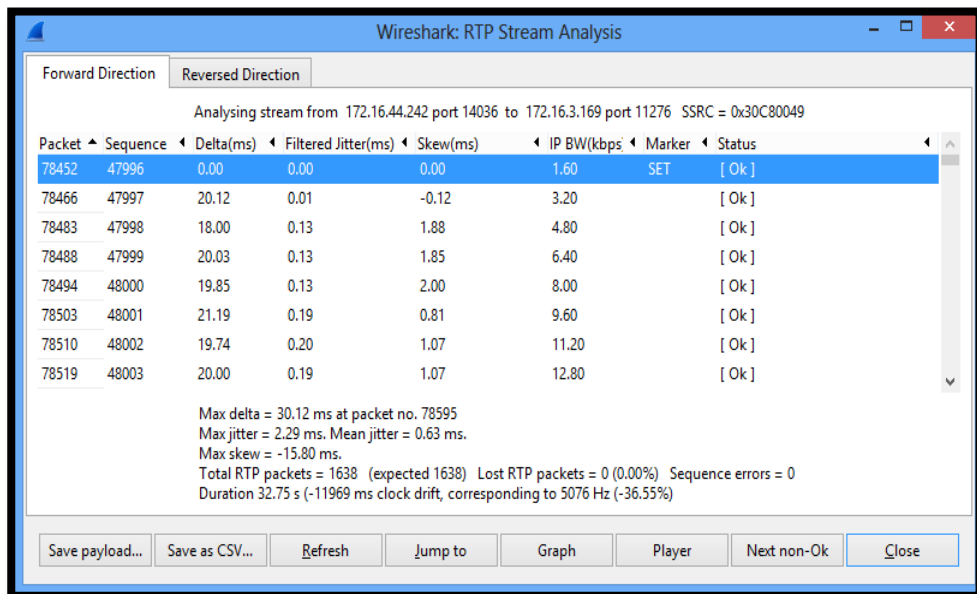 Wireshark: RTP Stream Analysis
Forward Direction Reversed Direction
Analysing stream from 172.16.44.242 port 14036 to 172.16.3.169 port 11276 SSRC = 0x30C80049
Packet Sequence Delta(ms) Filtered Jitter(ms) Skew(ms) IP BW(kbps) Marker Status
78452 47996 0.00 0.00 0.00 1.60 SET [ Ok ]
78466 47997 20.12 0.01 -0.12 3.20 [ Ok ]
78483 47998 18.00 0.13 1.88 4.80 [ Ok ]
78488 47999 20.03 0.13 1.85 6.40 [ Ok ]
78494 48000 19.85 0.13 2.00 8.00 [ Ok ]
78503 48001 21.19 0.19 0.81 9.60 [ Ok ]
78510 48002 19.74 0.20 1.07 11.20 [ Ok ]
78519 48003 20.00 0.19 1.07 12.80 [ Ok ]
Max delta = 30.12 ms at packet no. 78595
Max jitter = 2.29 ms. Mean jitter = 0.63 ms.
Max skew = -15.80 ms.
Total RTP packets = 1638 (expected 1638) Lost RTP packets = 0 (0.00%) Sequence errors = 0
Duration 32.75 s (-11969 ms clock drift, corresponding to 5076 Hz (-36.55%)
Save payload... Save as CSV... Refresh Jump to Graph Player Next non-Ok Close